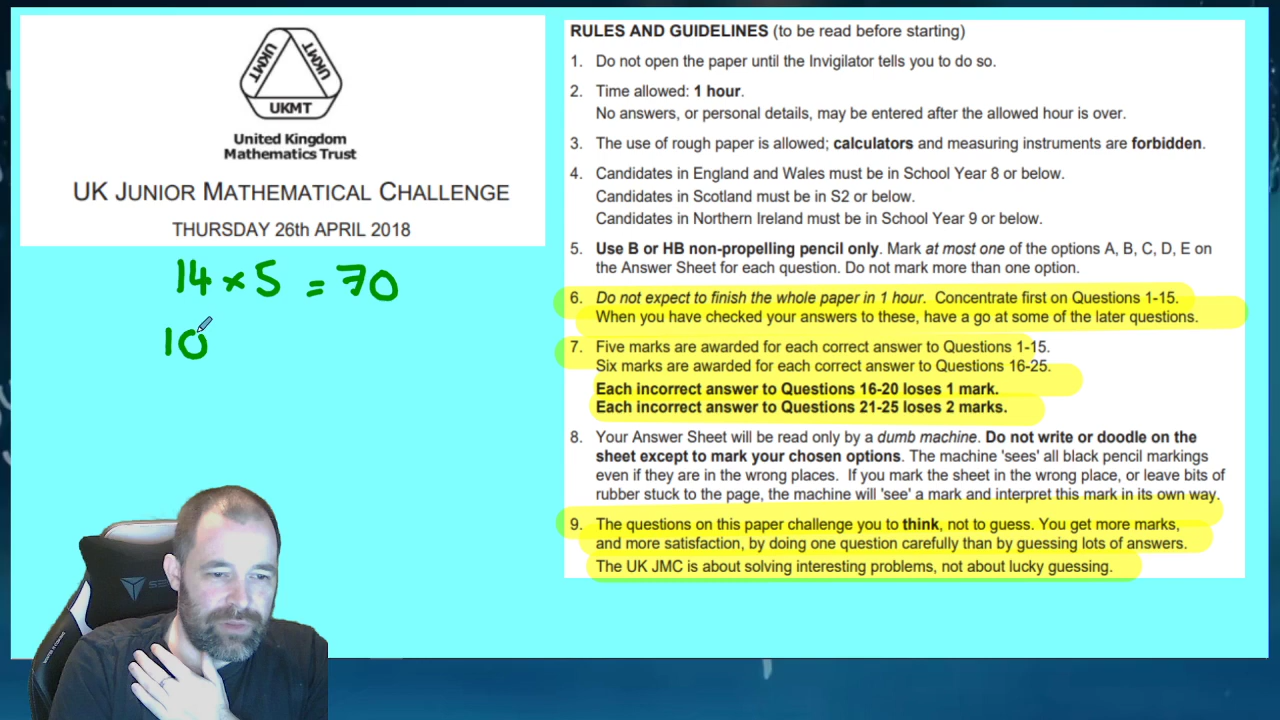 UKMT
UKMT
UKMT
United Kingdom
Mathematics Trust
UK JUNIOR MATHEMATICAL CHALLENGE
THURSDAY 26th APRIL 2018
14 × 5 = 70
10
RULES AND GUIDELINES (to be read before starting)
1. Do not open the paper until the Invigilator tells you to do so.
2. Time allowed: 1 hour.
No answers, or personal details, may be entered after the allowed hour is over.
3. The use of rough paper is allowed; calculators and measuring instruments are forbidden.
4. Candidates in England and Wales must be in School Year 8 or below.
Candidates in Scotland must be in S2 or below.
Candidates in Northern Ireland must be in School Year 9 or below.
5. Use B or HB non-propelling pencil only. Mark at most one of the options A, B, C, D, E on
the Answer Sheet for each question. Do not mark more than one option.
6. Do not expect to finish the whole paper in 1 hour. Concentrate first on Questions 1-15.
When you have checked your answers to these, have a go at some of the later questions.
7. Five marks are awarded for each correct answer to Questions 1-15.
Six marks are awarded for each correct answer to Questions 16-25.
Each incorrect answer to Questions 16-20 loses 1 mark.
Each incorrect answer to Questions 21-25 loses 2 marks.
8. Your Answer Sheet will be read only by a dumb machine. Do not write or doodle on the
sheet except to mark your chosen options. The machine 'sees' all black pencil markings
even if they are in the wrong places. If you mark the sheet in the wrong place, or leave bits of
rubber stuck to the page, the machine will 'see' a mark and interpret this mark in its own way.
9. The questions on this paper challenge you to think, not to guess. You get more marks,
and more satisfaction, by doing one question carefully than by guessing lots of answers.
The UK JMC is about solving interesting problems, not about lucky guessing.